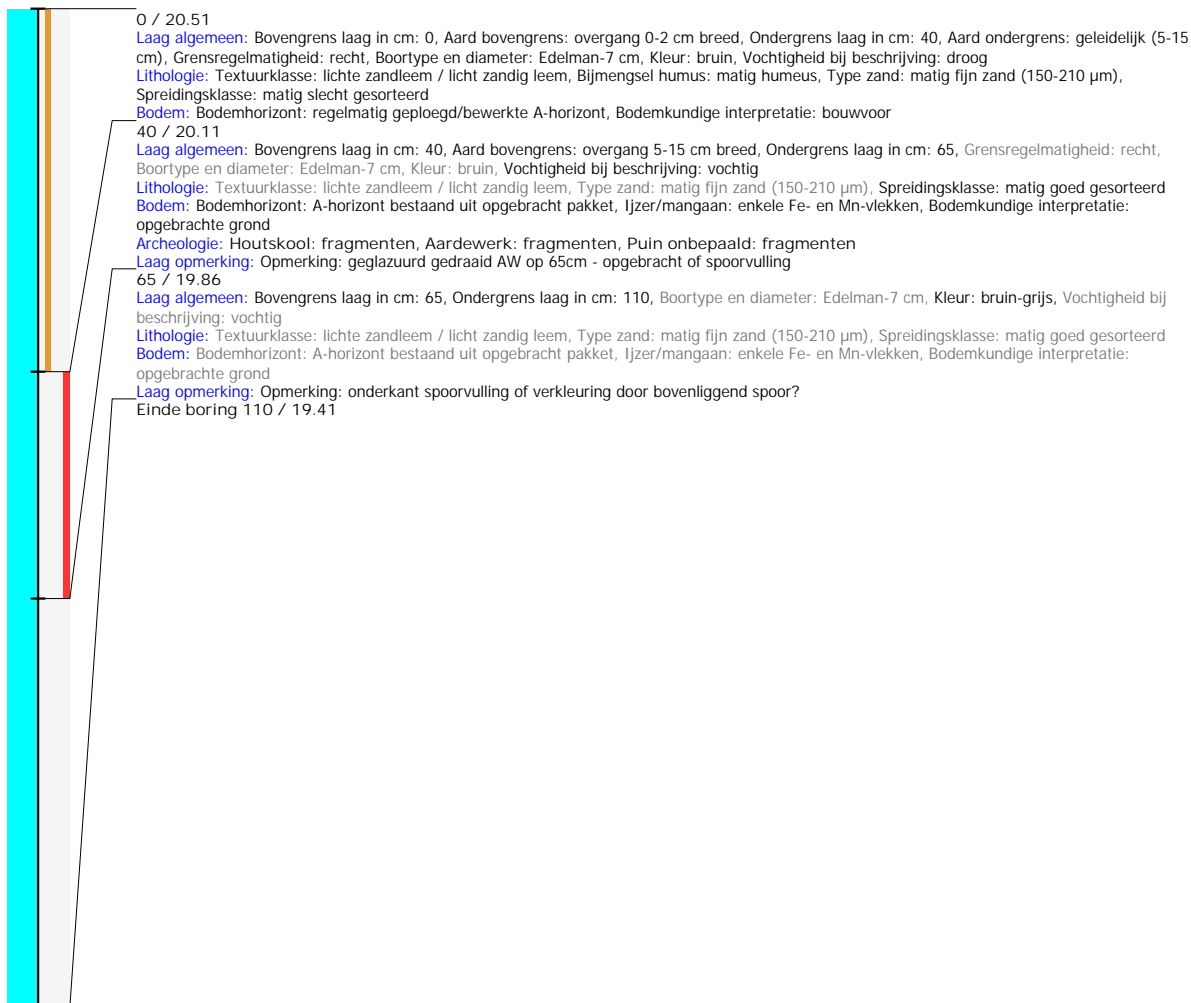 0 / 20.51
Laag algemeen: Bovengrens laag in cm: 0, Aard bovengrens: overgang 0-2 cm breed, Ondergrens laag in cm: 40, Aard ondergrens: geleidelijk (5-15
cm), Grensregelmatigheid: recht, Boortype en diameter: Edelman-7 cm, Kleur: bruin, Vochtigheid bij beschrijving: droog
Lithologie: Textuurklasse: lichte zandleem / licht zandig leem, Bijmengsel humus: matig humeus, Type zand: matig fijn zand (150-210 µm),
Spreidingsklasse: matig slecht gesorteerd
Bodem: Bodemhorizont: regelmatig geploegd/bewerkte A-horizont, Bodemkundige interpretatie: bouwvoor
40 / 20.11
Laag algemeen: Bovengrens laag in cm: 40, Aard bovengrens: overgang 5-15 cm breed, Ondergrens laag in cm: 65, Grensregelmatigheid: recht,
Boortype en diameter: Edelman-7 cm, Kleur: bruin, Vochtigheid bij beschrijving: vochtig
Lithologie: Textuurklasse: lichte zandleem / licht zandig leem, Type zand: matig fijn zand (150-210 µm), Spreidingsklasse: matig goed gesorteerd
Bodem: Bodemhorizont: A-horizont bestaand uit opgebracht pakket, Ijzer/mangaan: enkele Fe- en Mn-vlekken, Bodemkundige interpretatie:
opgebrachte grond
Archeologie: Houtskool: fragmenten, Aardewerk: fragmenten, Puin onbepaald: fragmenten
Laag opmerking: Opmerking: geglazuurd gedraaid AW op 65cm - opgebracht of spoorvulling
65 / 19.86
Laag algemeen: Bovengrens laag in cm: 65, Ondergrens laag in cm: 110, Boortype en diameter: Edelman-7 cm, Kleur: bruin-grijs, Vochtigheid bij
beschrijving: vochtig
Lithologie: Textuurklasse: lichte zandleem / licht zandig leem, Type zand: matig fijn zand (150-210 µm), Spreidingsklasse: matig goed gesorteerd
Bodem: Bodemhorizont: A-horizont bestaand uit opgebracht pakket, Ijzer/mangaan: enkele Fe- en Mn-vlekken, Bodemkundige interpretatie:
opgebrachte grond
Laag opmerking: Opmerking: onderkant spoorvulling of verkleuring door bovenliggend spoor?
Einde boring 110 / 19.41